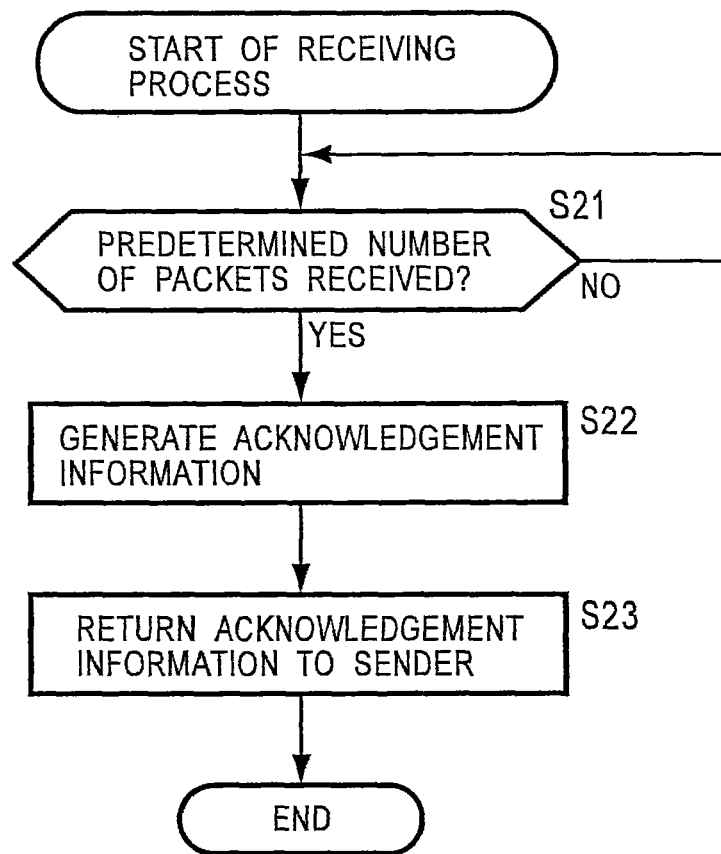 START OF RECEIVING
PROCESS
S21
PREDETERMINED NUMBER
OF PACKETS RECEIVED?
NO
YES
S22
GENERATE ACKNOWLEDGEMENT
INFORMATION
S23
RETURN ACKNOWLEDGEMENT
INFORMATION TO SENDER
END